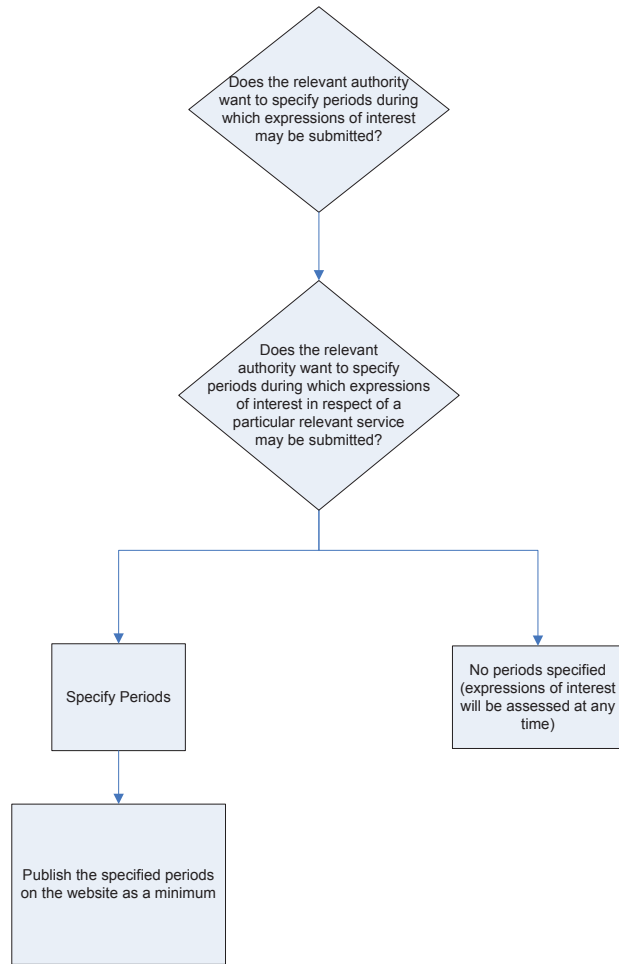 Does the relevant authority
want to specify periods during
which expressions of interest
may be submitted?
Does the relevant
authority want to specify
periods during which expressions
of interest in respect of a
particular relevant service
may be submitted?
Specify Periods
No periods specified
(expressions of interest
will be assessed at any
time)
Publish the specified periods
on the website as a minimum